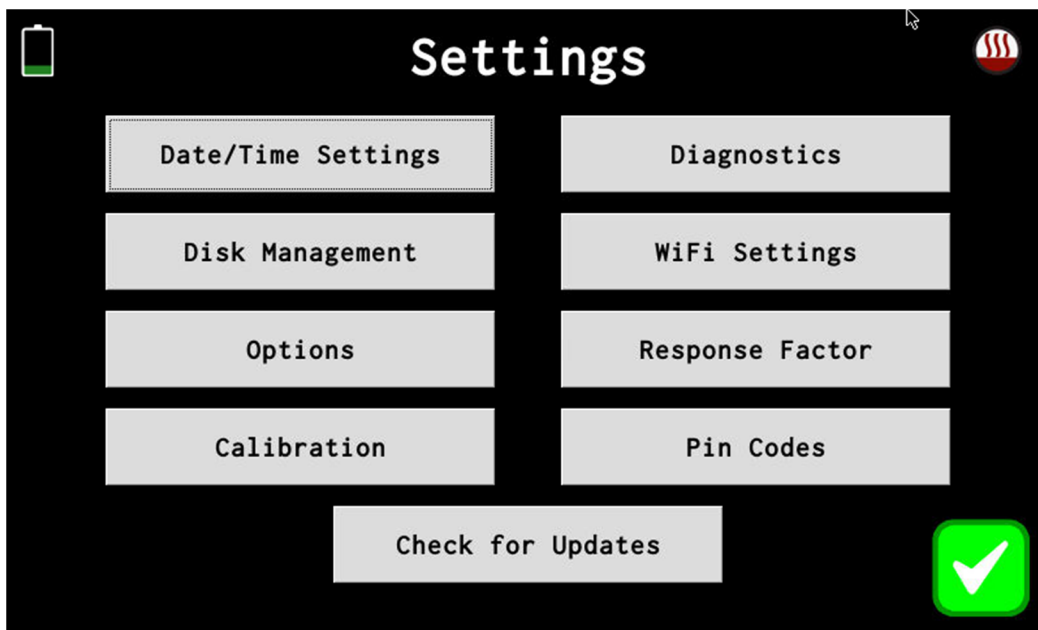 Settings
Date/Time Settings
Diagnostics
Disk Management
WiFi Settings
Options
Response Factor
Calibration
Pin Codes
Check for Updates